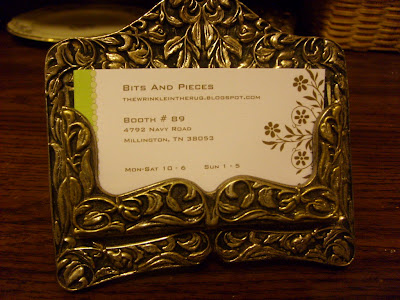 Bits And Pieces
thewrinkleintherug.blogspot.com
Booth # 89
4792 Navy Road
Millington, TN 38053
Mon-Sat 10 - 6 Sun 1 - 5